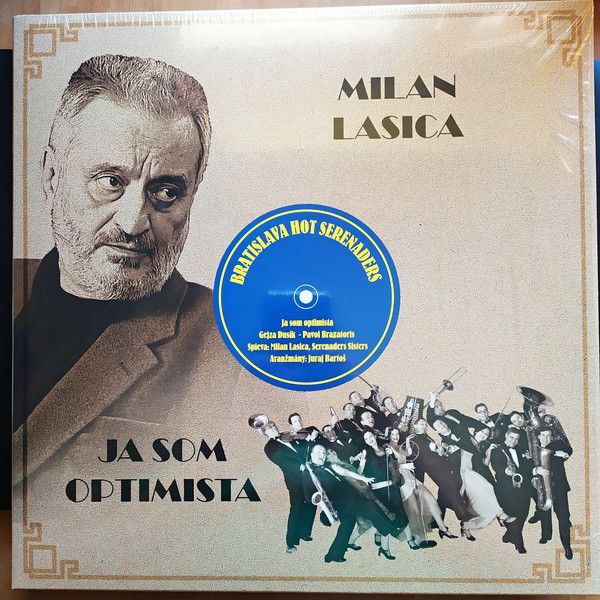 MILAN
LASICA
BRATISLAVA HOT SERENADERS
Ja som optimista
Gejza Dusík - Pavol Braxatoris
Spieva: Milan Lasica, Serenaders Sisters
Aranžmány: Juraj Bartoš
JA SOM
OPTIMISTA